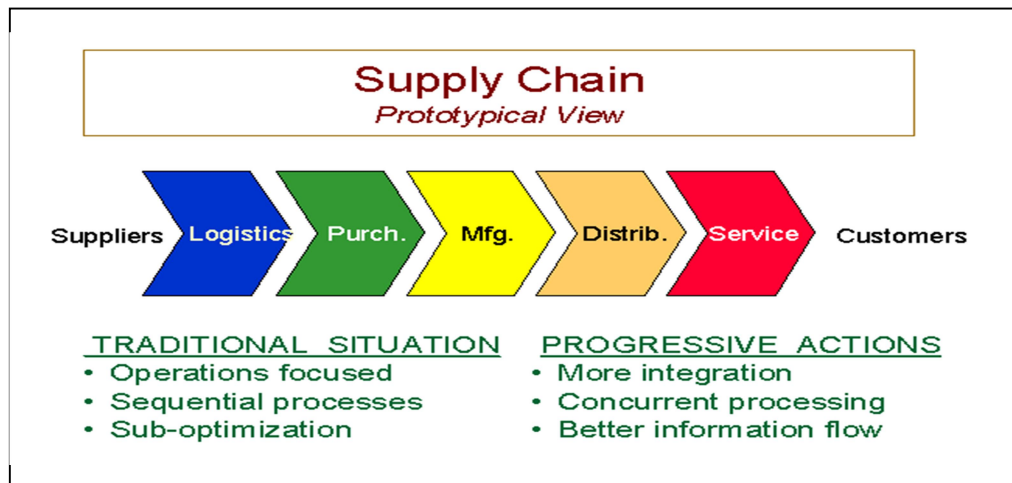 Supply Chain
Prototypical View
Suppliers Logistics Purch. Mfg. Distrib. Service Customers
TRADITIONAL SITUATION
• Operations focused
• Sequential processes
• Sub-optimization
PROGRESSIVE ACTIONS
• More integration
• Concurrent processing
• Better information flow